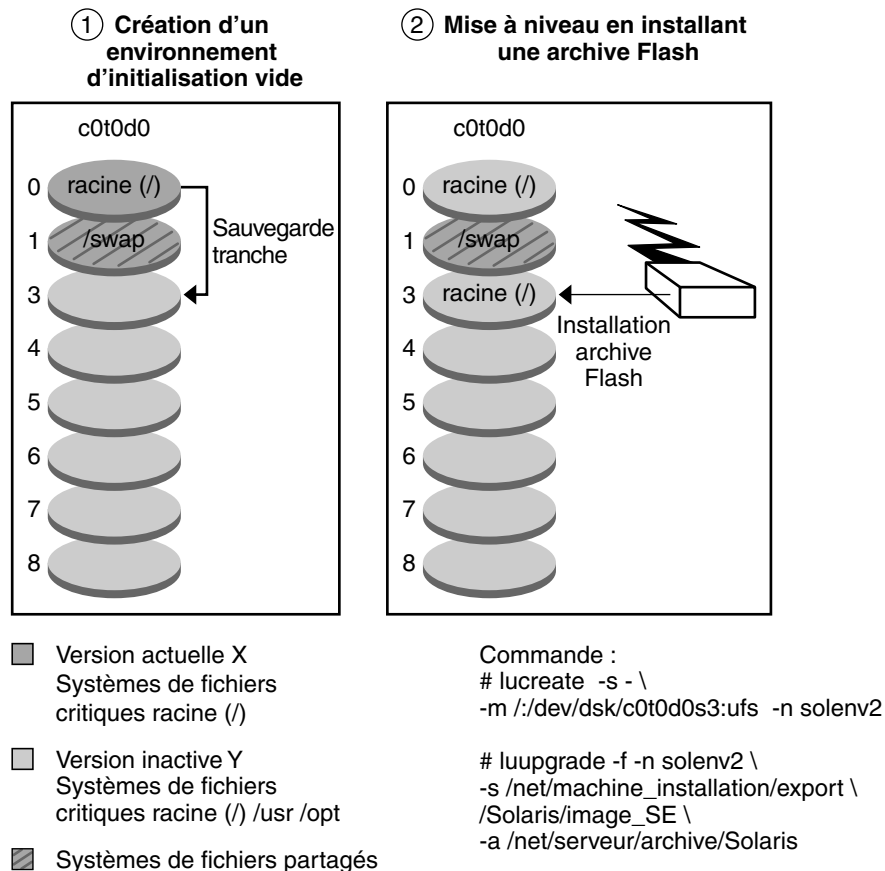 1 Création d'un
environnement
d'initialisation vide
2 Mise à niveau en installant
une archive Flash
c0t0d0
0 racine (/)
1 /swap
Sauvegarde
tranche
3
4
5
6
7
8
c0t0d0
0 racine (/)
1 /swap
3 racine (/)
Installation
archive
Flash
4
5
6
7
8
Version actuelle X
Systèmes de fichiers
critiques racine (/)
Version inactive Y
Systèmes de fichiers
critiques racine (/) /usr /opt
Systèmes de fichiers partagés
Commande :
# lucreate -s - \
-m /:/dev/dsk/c0t0d0s3:ufs -n solenv2
# luupgrade -f -n solenv2 \
-s /net/machine_installation/export \
/Solaris/image_SE \
-a /net/serveur/archive/Solaris